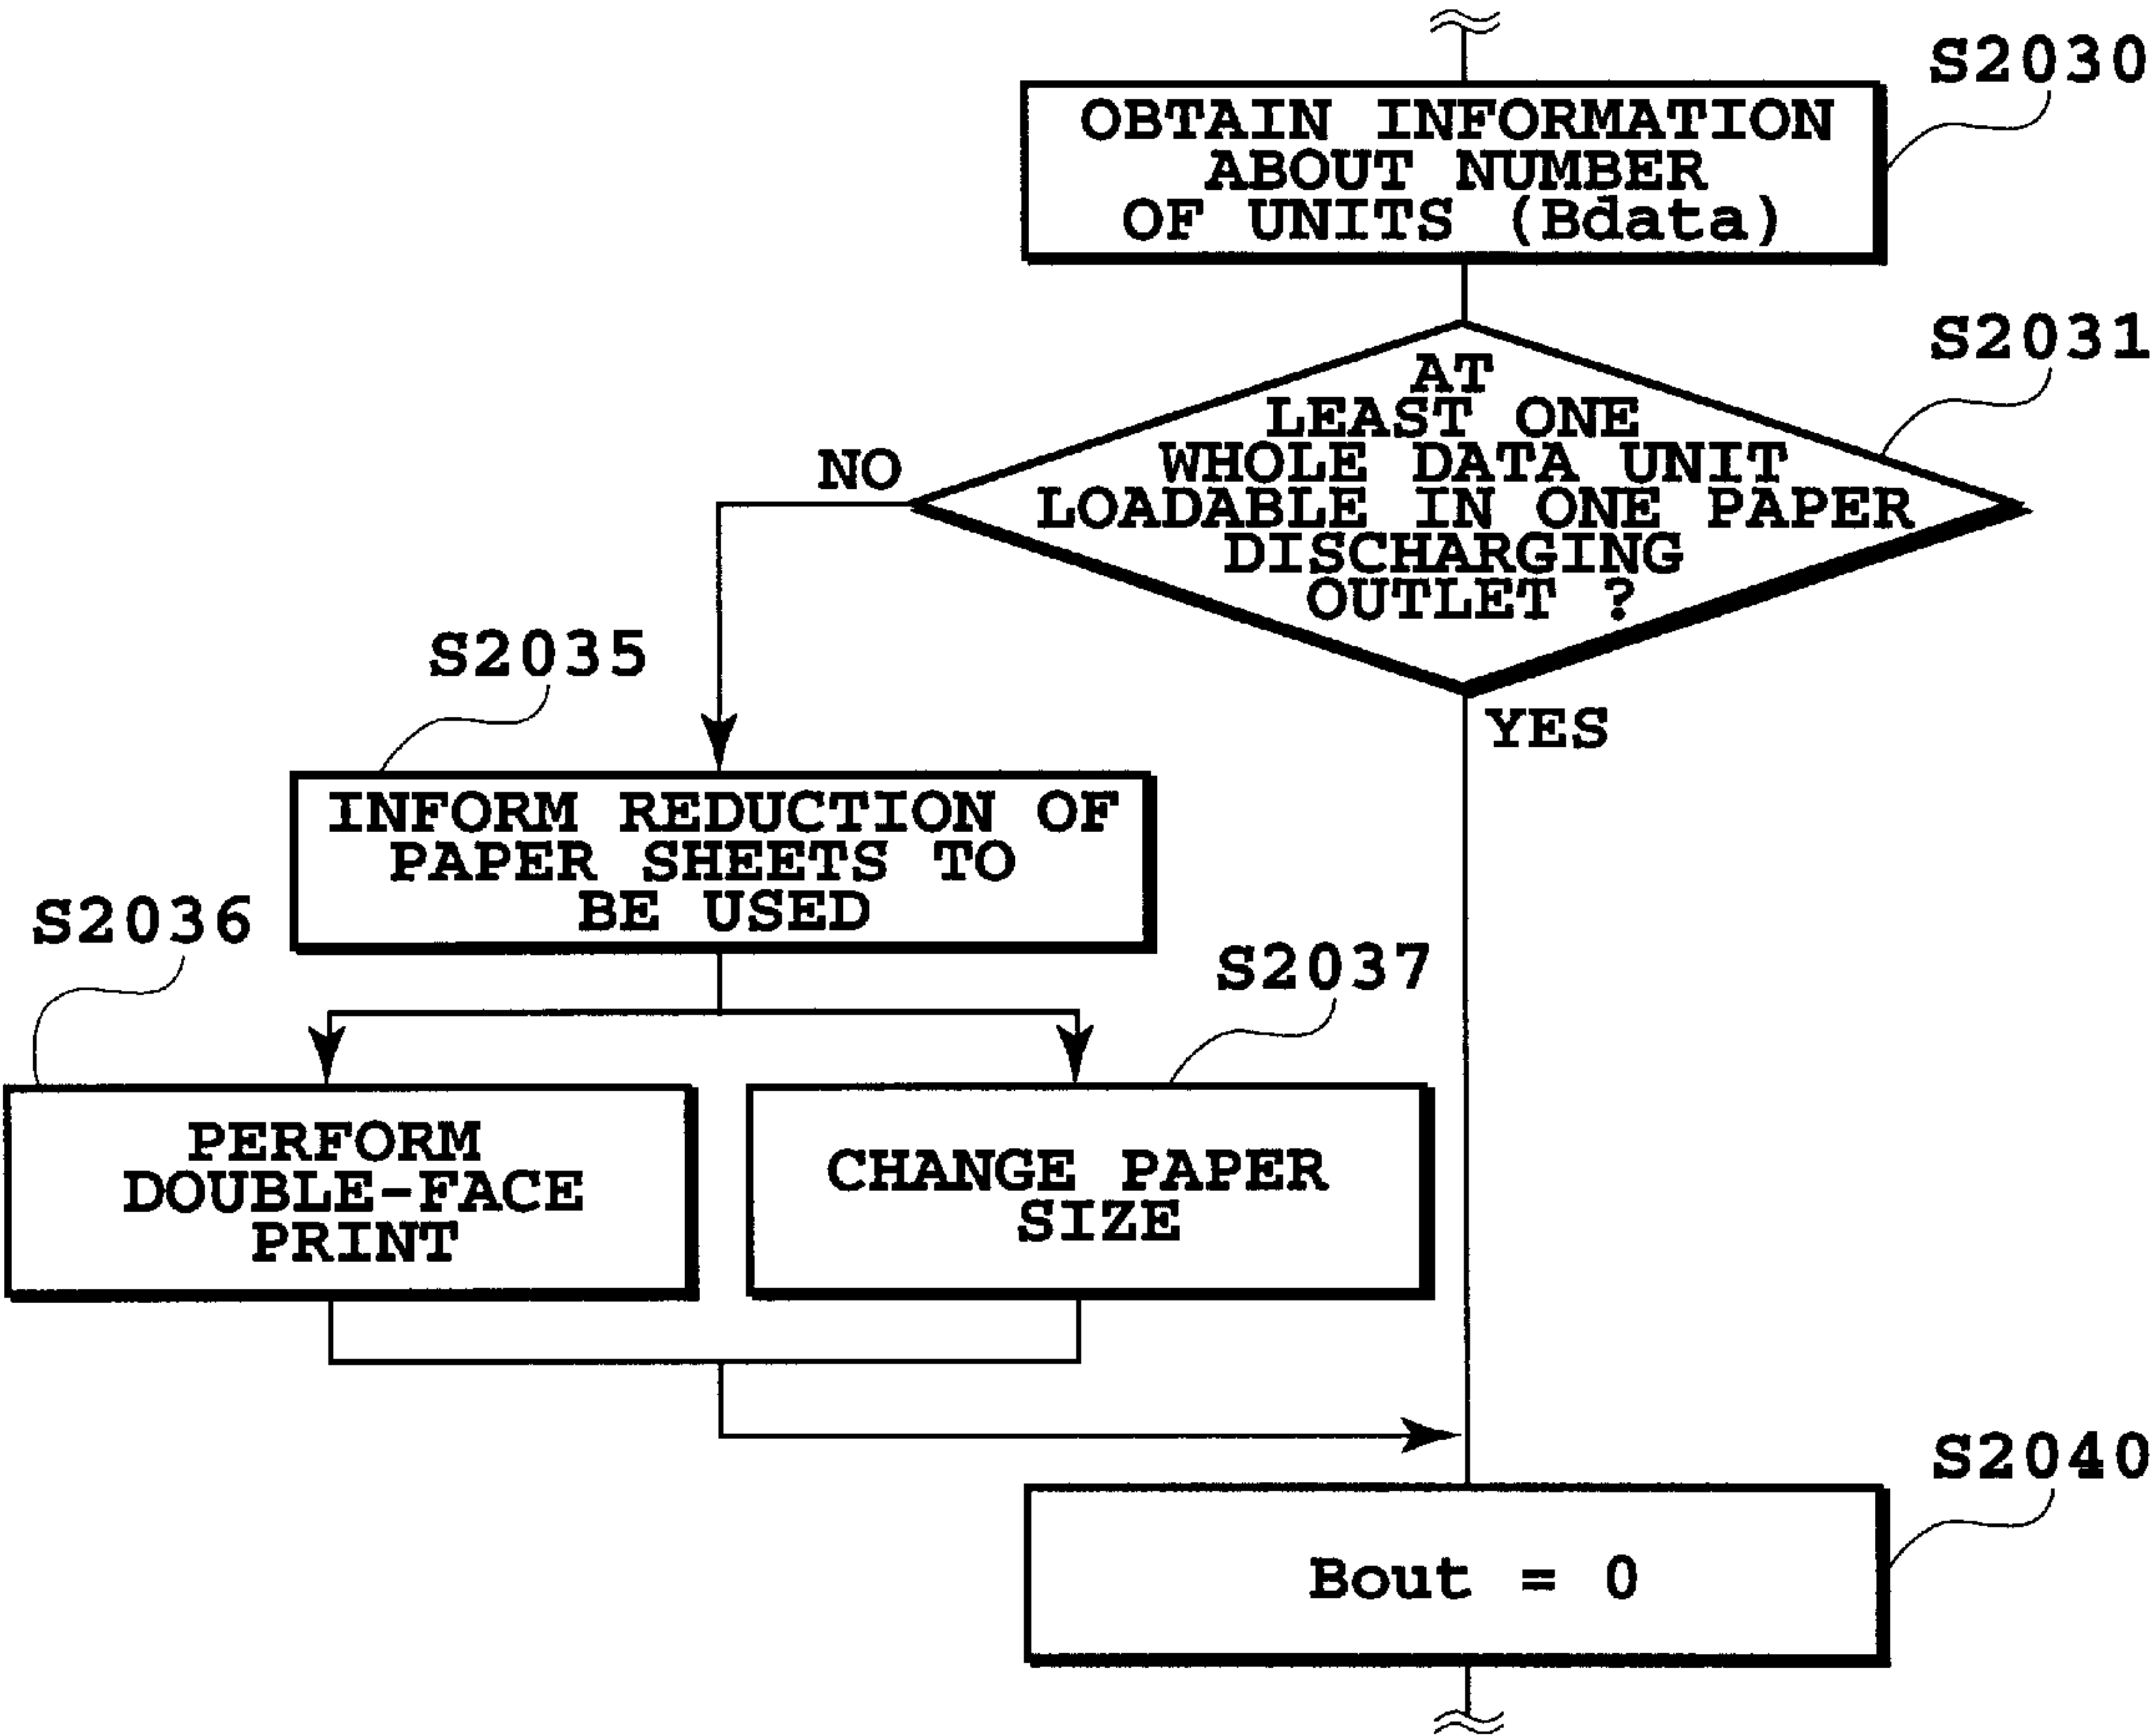 S2030
OBTAIN INFORMATION
ABOUT NUMBER
OF UNITS (Bdata)
S2031
AT
LEAST ONE
WHOLE DATA UNIT
LOADABLE IN ONE PAPER
DISCHARGING
OUTLET ?
NO
YES
S2035
INFORM REDUCTION OF
PAPER SHEETS TO
BE USED
S2036
PERFORM
DOUBLE-FACE
PRINT
S2037
CHANGE PAPER
SIZE
S2040
Bout = 0